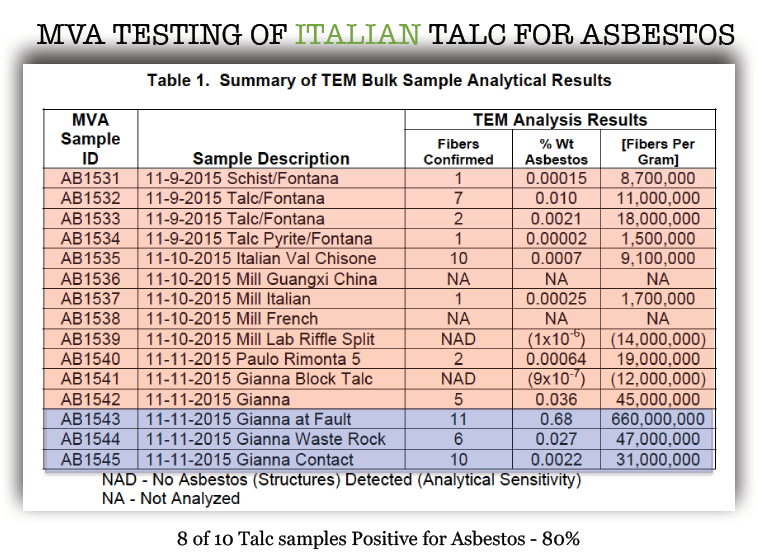 MVA TESTING OF ITALIAN TALC FOR ASBESTOS
Table 1. Summary of TEM Bulk Sample Analytical Results
MVA Sample ID Sample Description TEM Analysis Results
Fibers Confirmed % Wt Asbestos [Fibers Per Gram]
AB1531 11-9-2015 Schist/Fontana 1 0.00015 8,700,000
AB1532 11-9-2015 Talc/Fontana 7 0.010 11,000,000
AB1533 11-9-2015 Talc/Fontana 2 0.0021 18,000,000
AB1534 11-9-2015 Talc Pyrite/Fontana 1 0.00002 1,500,000
AB1535 11-10-2015 Italian Val Chisone 10 0.0007 9,100,000
AB1536 11-10-2015 Mill Guangxi China NA NA NA
AB1537 11-10-2015 Mill Italian 1 0.00025 1,700,000
AB1538 11-10-2015 Mill French NA NA NA
AB1539 11-10-2015 Mill Lab Riffle Split NAD (1x10⁻⁶) (14,000,000)
AB1540 11-11-2015 Paulo Rimonta 5 2 0.00064 19,000,000
AB1541 11-11-2015 Gianna Block Talc NAD (9x10⁻⁷) (12,000,000)
AB1542 11-11-2015 Gianna 5 0.036 45,000,000
AB1543 11-11-2015 Gianna at Fault 11 0.68 660,000,000
AB1544 11-11-2015 Gianna Waste Rock 6 0.027 47,000,000
AB1545 11-11-2015 Gianna Contact 10 0.0022 31,000,000
NAD - No Asbestos (Structures) Detected (Analytical Sensitivity)
NA - Not Analyzed
8 of 10 Talc samples Positive for Asbestos - 80%